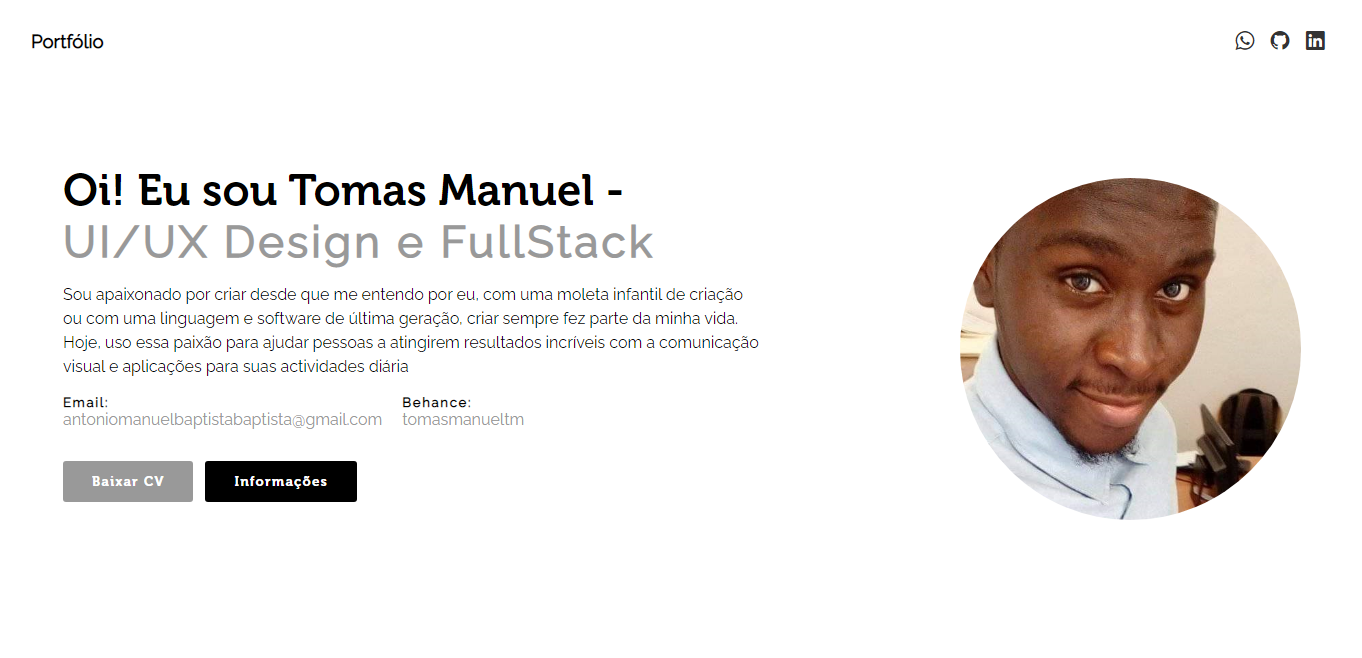 Portfólio
Oi! Eu sou Tomas Manuel -
UI/UX Design e FullStack
Sou apaixonado por criar desde que me entendo por eu, com uma moleta infantil de criação
ou com uma linguagem e software de última geração, criar sempre fez parte da minha vida.
Hoje, uso essa paixão para ajudar pessoas a atingirem resultados incríveis com a comunicação
visual e aplicações para suas actividades diária
Email:
antoniomanuelbaptistabaptista@gmail.com
Behance:
tomasmanueltm
Baixar CV
Informações